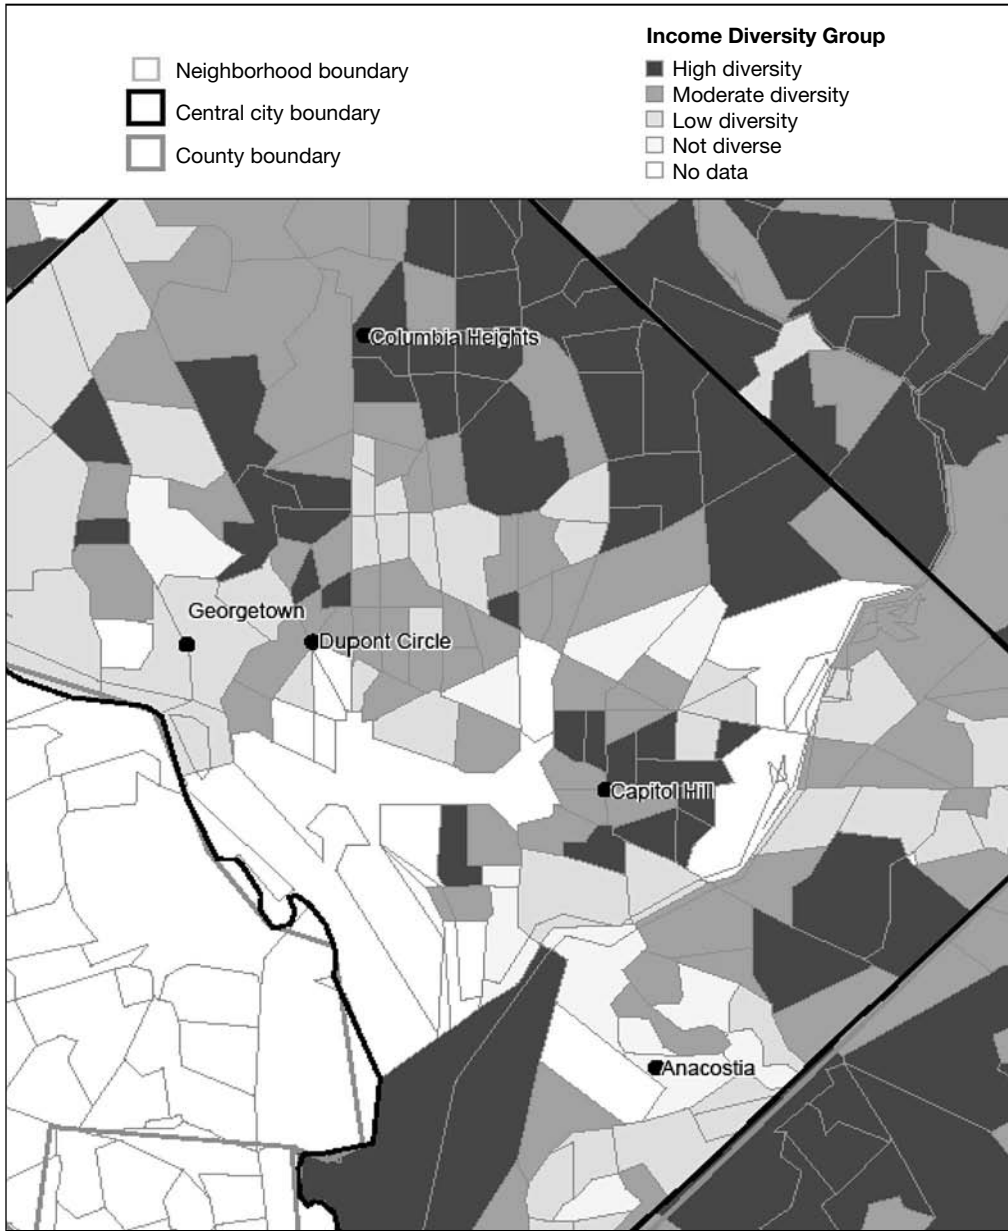 Neighborhood boundary
Central city boundary
County boundary
Income Diversity Group
High diversity
Moderate diversity
Low diversity
Not diverse
No data
Columbia Heights
Georgetown
Dupont Circle
Capitol Hill
Anacostia